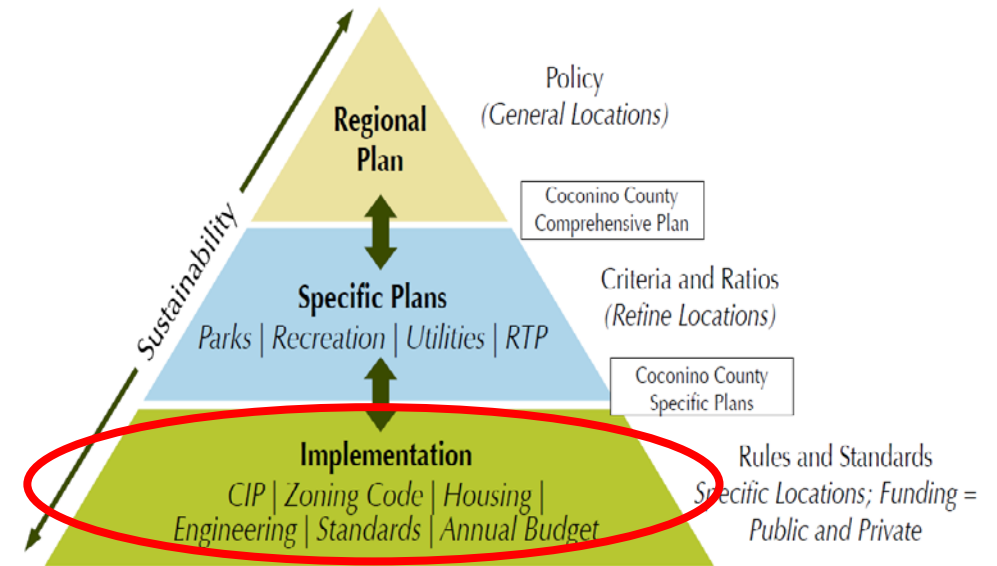 Regional
Plan
Policy
(General Locations)
Coconino County
Comprehensive Plan
Sustainability
Specific Plans
Parks | Recreation | Utilities | RTP
Criteria and Ratios
(Refine Locations)
Coconino County
Specific Plans
Implementation
CIP | Zoning Code | Housing |
Engineering | Standards | Annual Budget
Rules and Standards
Specific Locations; Funding =
Public and Private